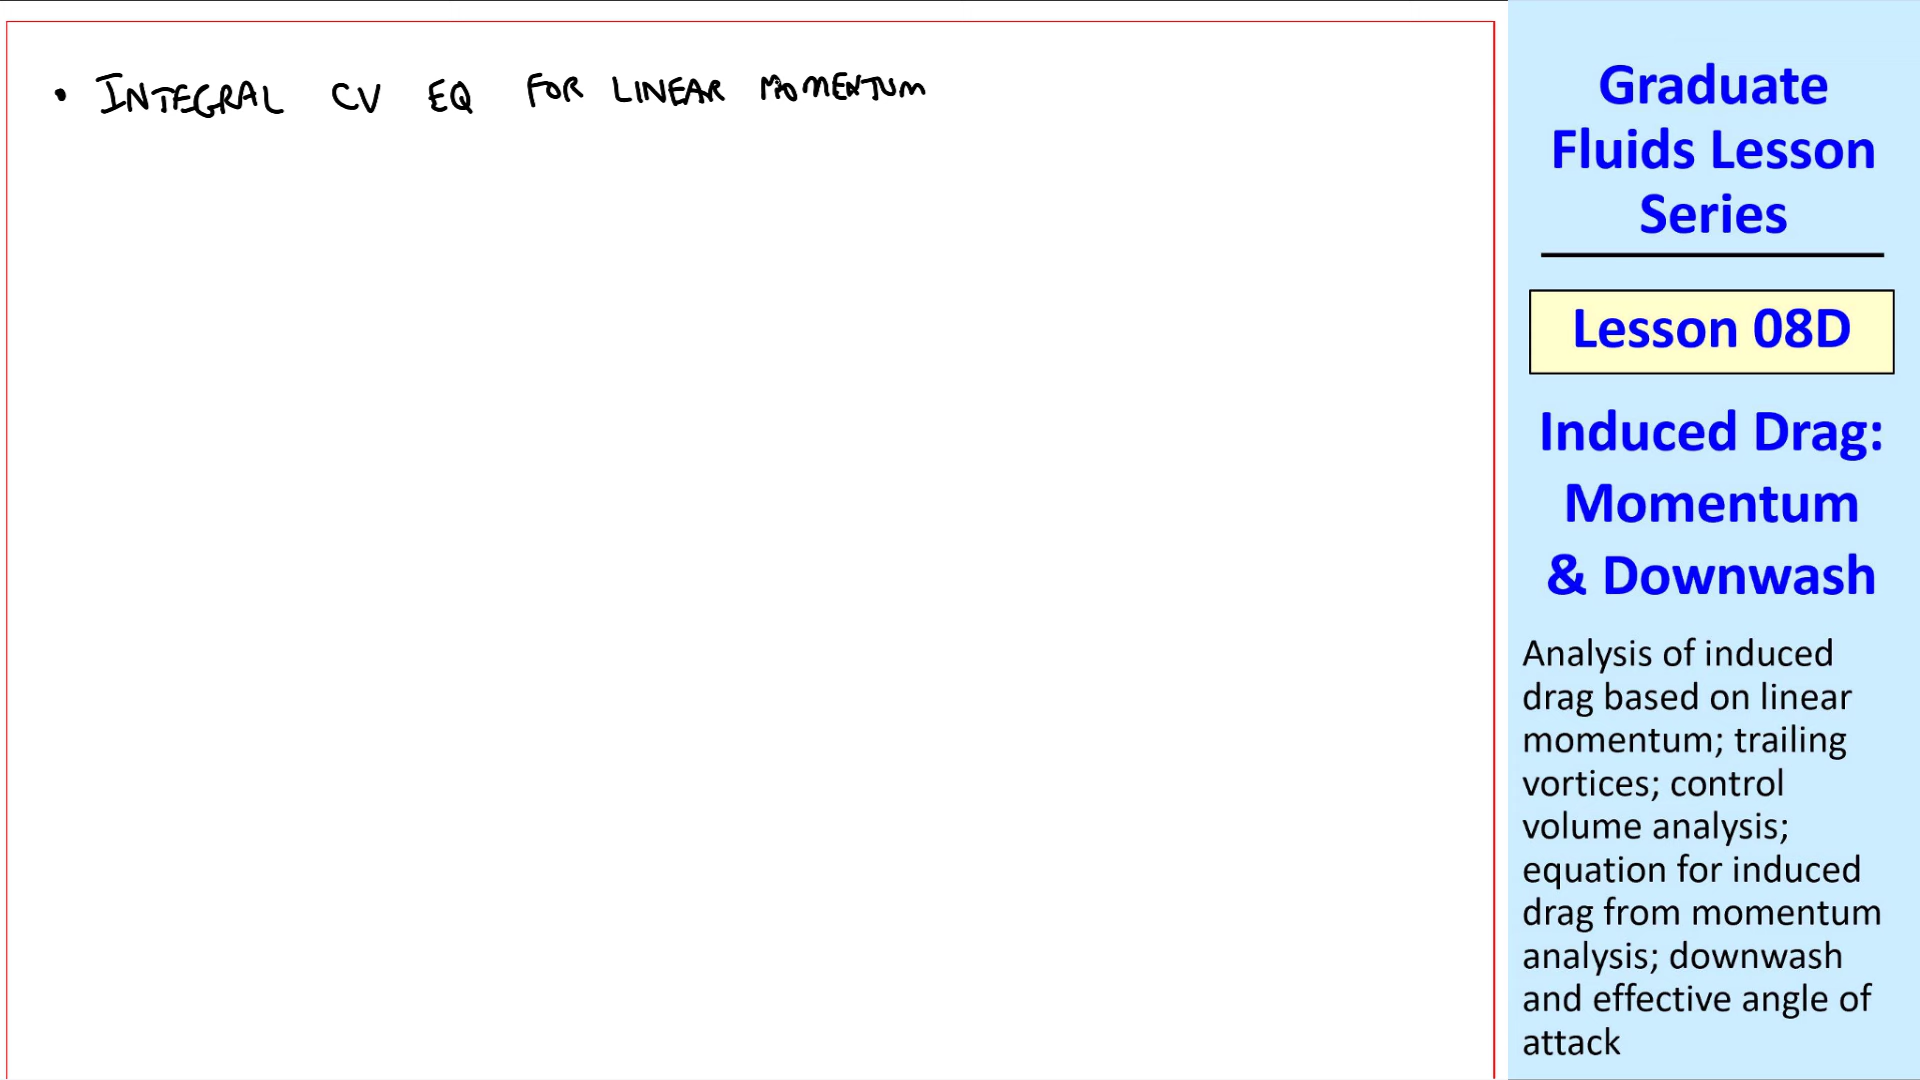 • INTEGRAL CV EQ FOR LINEAR MOMENTUM
Graduate
Fluids Lesson
Series
Lesson 08D
Induced Drag:
Momentum
& Downwash
Analysis of induced
drag based on linear
momentum; trailing
vortices; control
volume analysis;
equation for induced
drag from momentum
analysis; downwash
and effective angle of
attack